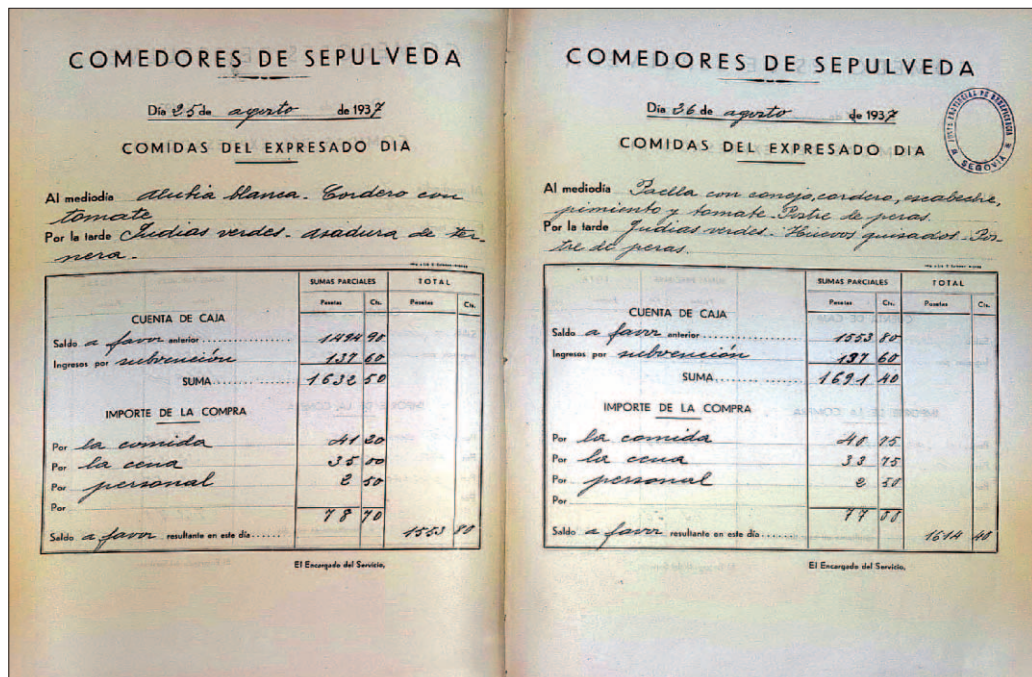 COMEDORES DE SEPULVEDA
Día 25 de agosto de 1937
COMIDAS DEL EXPRESADO DIA
Al mediodía Alubia blanca. Cordero con
tomate
Por la tarde Judias verdes - asadura de ter-
nera.
SUMAS PARCIALES TOTAL
Pesetas Cts. Pesetas Cts.
CUENTA DE CAJA
Saldo a favor anterior 1494 90
Ingresos por subvención 137 60
SUMA 1632 50
IMPORTE DE LA COMPRA
Por la comida 41 20
Por la cena 35 00
Por personal 2 50
Por
78 70
Saldo a favor resultante en este día 1553 80
El Encargado del Servicio,
COMEDORES DE SEPULVEDA
Día 26 de agosto de 1937
JUNTA PROVINCIAL DE BENEFICENCIA
SEGOVIA
COMIDAS DEL EXPRESADO DIA
Al mediodía Paella con conejo, cordero, escabeche,
pimiento y tomate. Postre de peras.
Por la tarde Judias verdes - Huevos guisados - Pos-
tre de peras.
SUMAS PARCIALES TOTAL
Pesetas Cts. Pesetas Cts.
CUENTA DE CAJA
Saldo a favor anterior 1553 80
Ingresos por subvención 137 60
SUMA 1691 40
IMPORTE DE LA COMPRA
Por la comida 40 75
Por la cena 33 75
Por personal 2 50
Por
77 00
Saldo a favor resultante en este día 1614 40
El Encargado del Servicio,